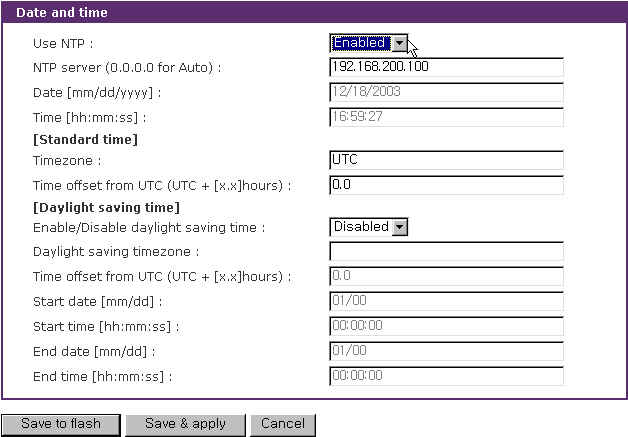 Date and time
Use NTP : Enabled
NTP server (0.0.0.0 for Auto) : 192.168.200.100
Date [mm/dd/yyyy] : 12/18/2003
Time [hh:mm:ss] : 16:59:27
[Standard time]
Timezone : UTC
Time offset from UTC (UTC + [x.x]hours) : 0.0
[Daylight saving time]
Enable/Disable daylight saving time : Disabled
Daylight saving timezone :
Time offset from UTC (UTC + [x.x]hours) : 0.0
Start date [mm/dd] : 01/00
Start time [hh:mm:ss] : 00:00:00
End date [mm/dd] : 01/00
End time [hh:mm:ss] : 00:00:00
Save to flash Save & apply Cancel